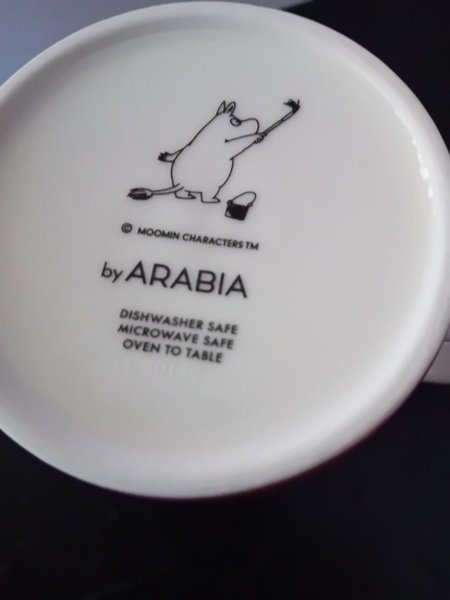 © MOOMIN CHARACTERS TM
by ARABIA
DISHWASHER SAFE
MICROWAVE SAFE
OVEN TO TABLE